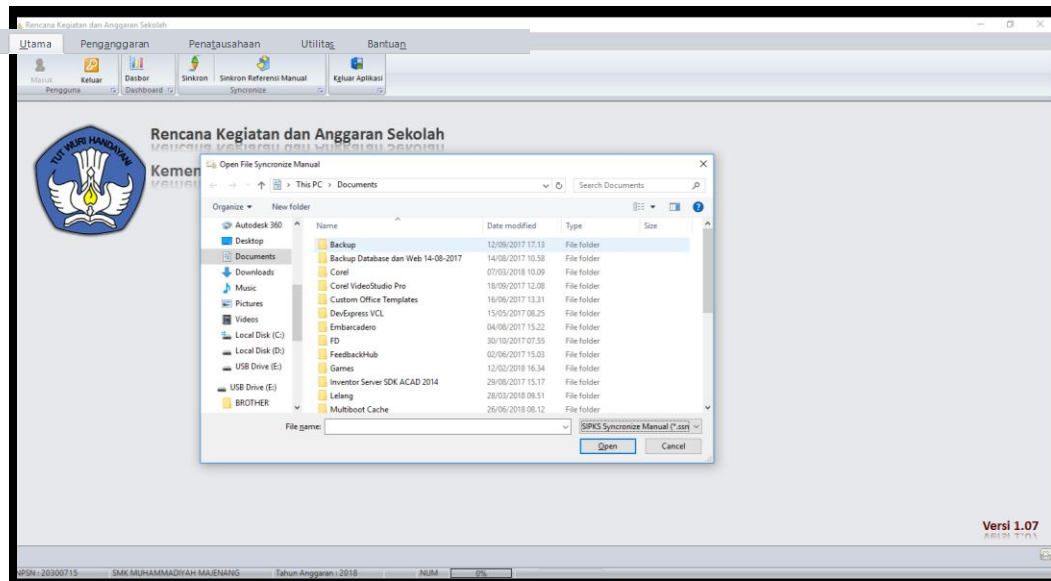 Rencana Kegiatan dan Anggaran Sekolah
Utama Penganggaran Penatausahaan Utilitas Bantuan
Masuk Keluar Dasbor Sinkron Sinkron Referensi Manual Keluar Aplikasi
Pengguna Dashboard Syncronize
TUT WURI HANDAYANI
Rencana Kegiatan dan Anggaran Sekolah
Kemen
Open File Syncronize Manual
This PC > Documents Search Documents
Organize New folder
Name Date modified Type Size
Autodesk 360
Desktop
Documents
Downloads
Music
Pictures
Videos
Local Disk (C:)
Local Disk (D:)
USB Drive (E:)
USB Drive (E:)
BROTHER
Backup 12/09/2017 17.13 File folder
Backup Database dan Web 14-08-2017 14/08/2017 10.58 File folder
Corel 07/03/2018 10.09 File folder
Corel VideoStudio Pro 18/09/2017 12.08 File folder
Custom Office Templates 16/06/2017 13.31 File folder
DevExpress VCL 15/05/2017 08.25 File folder
Embarcadero 04/08/2017 15.22 File folder
FD 30/10/2017 07.55 File folder
FeedbackHub 02/06/2017 15.03 File folder
Games 12/02/2018 16.34 File folder
Inventor Server SDK ACAD 2014 29/08/2017 15.17 File folder
Lelang 28/03/2018 09.51 File folder
Multiboot Cache 26/06/2018 08.12 File folder
File name: SIPKS Syncronize Manual (*.ssn
Open Cancel
Versi 1.07
NPSN : 20300715 SMK MUHAMMADIYAH MAJENANG Tahun Anggaran : 2018 NUM 0%